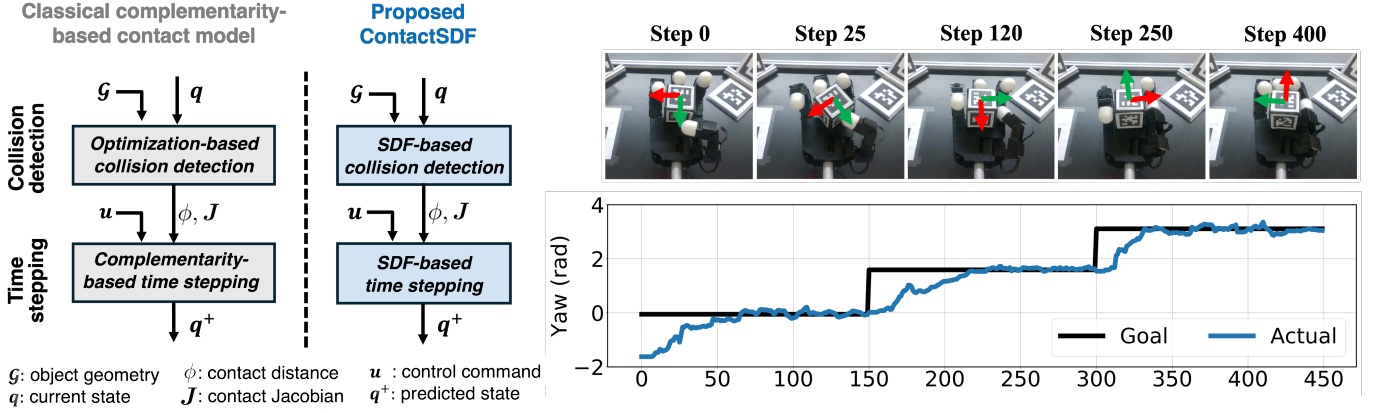 Classical complementarity-
based contact model
Proposed
ContactSDF
Collision
detection
Time
stepping
𝒢
q
Optimization-based
collision detection
u
ϕ, J
Complementarity-
based time stepping
q⁺
𝒢
q
SDF-based
collision detection
u
ϕ, J
SDF-based
time stepping
q⁺
𝒢: object geometry
ϕ: contact distance
u : control command
q: current state
J: contact Jacobian
q⁺: predicted state
Step 0
Step 25
Step 120
Step 250
Step 400
Yaw (rad)
4
2
0
−2
Goal
Actual
0
50
100
150
200
250
300
350
400
450